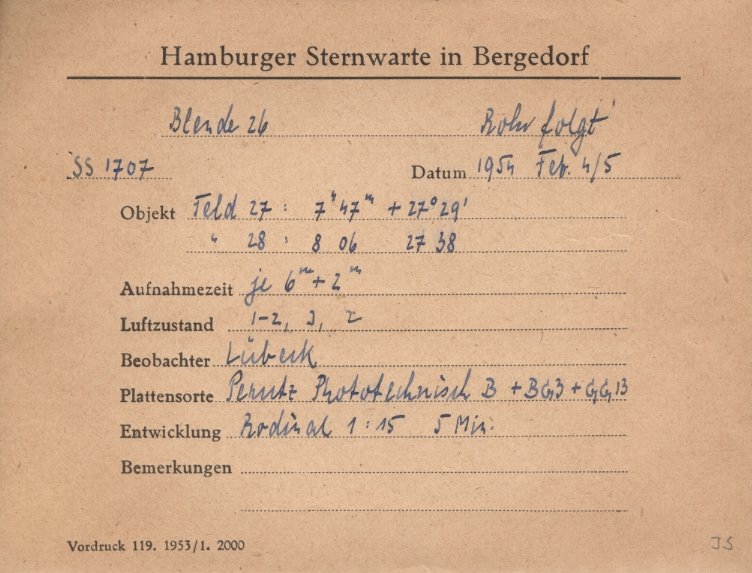 Hamburger Sternwarte in Bergedorf
Blende 26 Rohr folgt
SS 1707 Datum 1954 Feb. 4/5
Objekt Feld 27 : 7ʰ47ᵐ +27°29'
" 28 : 8 06 27 38
Aufnahmezeit je 6ᵐ + 2ᵐ
Luftzustand 1-2, 3, 2
Beobachter Lübeck
Plattensorte Perutz Phototechnisch B + BG3 + GG13
Entwicklung Rodinal 1 : 15 5 Min.
Bemerkungen
Vordruck 119. 1953/1. 2000 JS